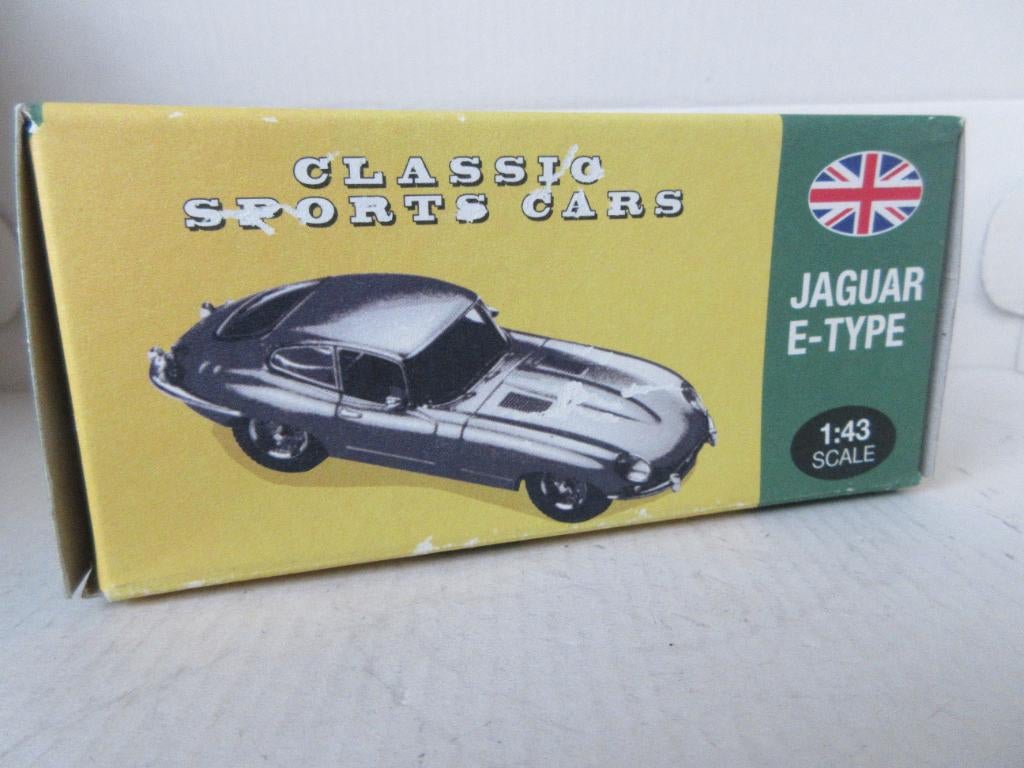 CLASSIC
SPORTS CARS
JAGUAR
E-TYPE
1:43
SCALE